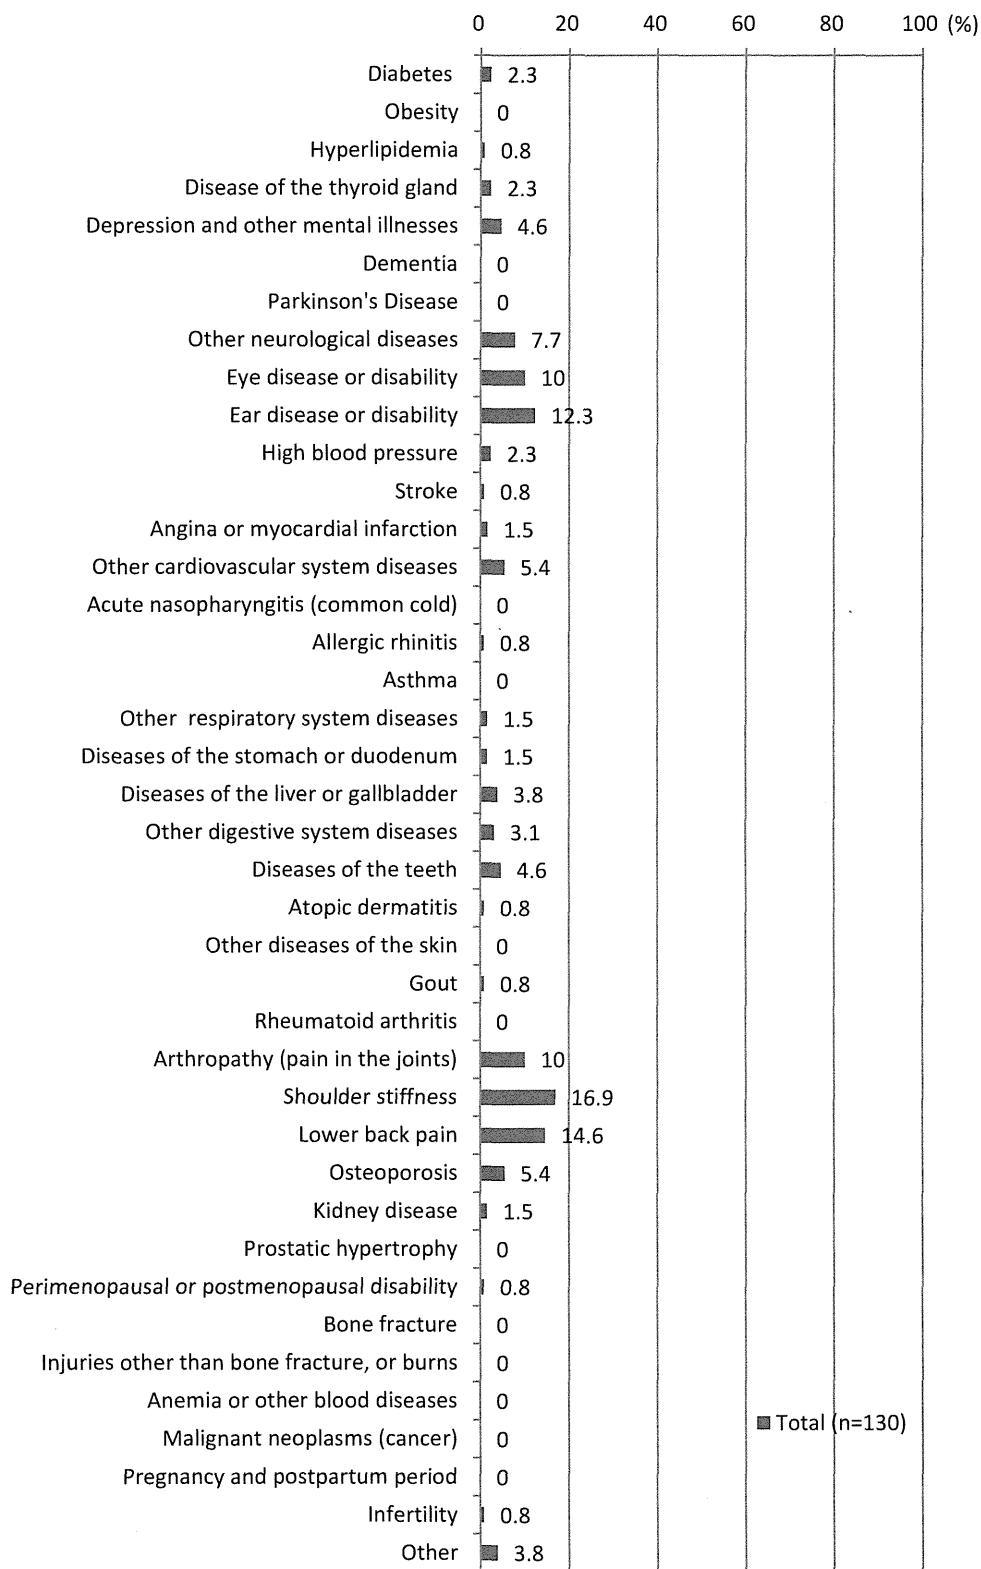 0 20 40 60 80 100 (%)
Diabetes 2.3
Obesity 0
Hyperlipidemia 0.8
Disease of the thyroid gland 2.3
Depression and other mental illnesses 4.6
Dementia 0
Parkinson's Disease 0
Other neurological diseases 7.7
Eye disease or disability 10
Ear disease or disability 12.3
High blood pressure 2.3
Stroke 0.8
Angina or myocardial infarction 1.5
Other cardiovascular system diseases 5.4
Acute nasopharyngitis (common cold) 0
Allergic rhinitis 0.8
Asthma 0
Other respiratory system diseases 1.5
Diseases of the stomach or duodenum 1.5
Diseases of the liver or gallbladder 3.8
Other digestive system diseases 3.1
Diseases of the teeth 4.6
Atopic dermatitis 0.8
Other diseases of the skin 0
Gout 0.8
Rheumatoid arthritis 0
Arthropathy (pain in the joints) 10
Shoulder stiffness 16.9
Lower back pain 14.6
Osteoporosis 5.4
Kidney disease 1.5
Prostatic hypertrophy 0
Perimenopausal or postmenopausal disability 0.8
Bone fracture 0
Injuries other than bone fracture, or burns 0
Anemia or other blood diseases 0
Total (n=130)
Malignant neoplasms (cancer) 0
Pregnancy and postpartum period 0
Infertility 0.8
Other 3.8